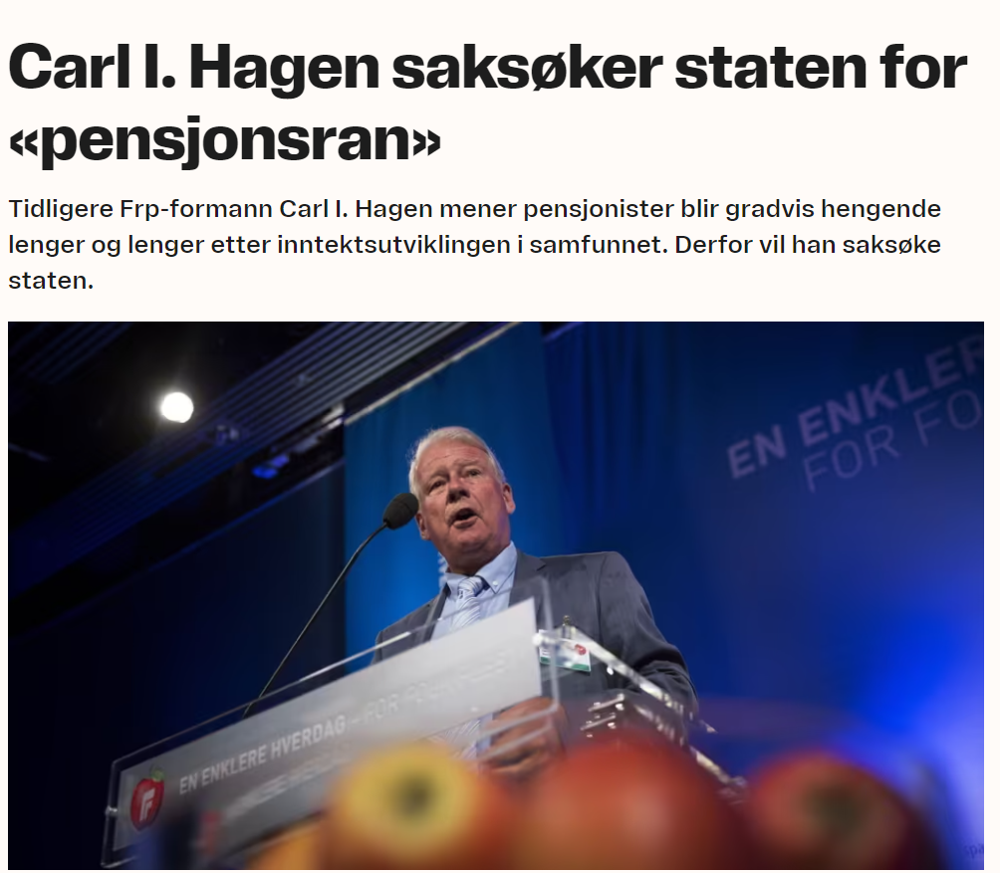 Carl I. Hagen saksøker staten for
«pensjonsran»
Tidligere Frp-formann Carl I. Hagen mener pensjonister blir gradvis hengende
lenger og lenger etter inntektsutviklingen i samfunnet. Derfor vil han saksøke
staten.
EN ENKLER
FOR FO
EN ENKLERE HVERDAG – FOR
F